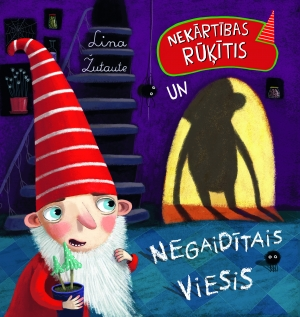 Lina
Žutaute
NEKĀRTĪBAS
RŪĶĪTIS
UN
NEGAIDĪTAIS
VIESIS